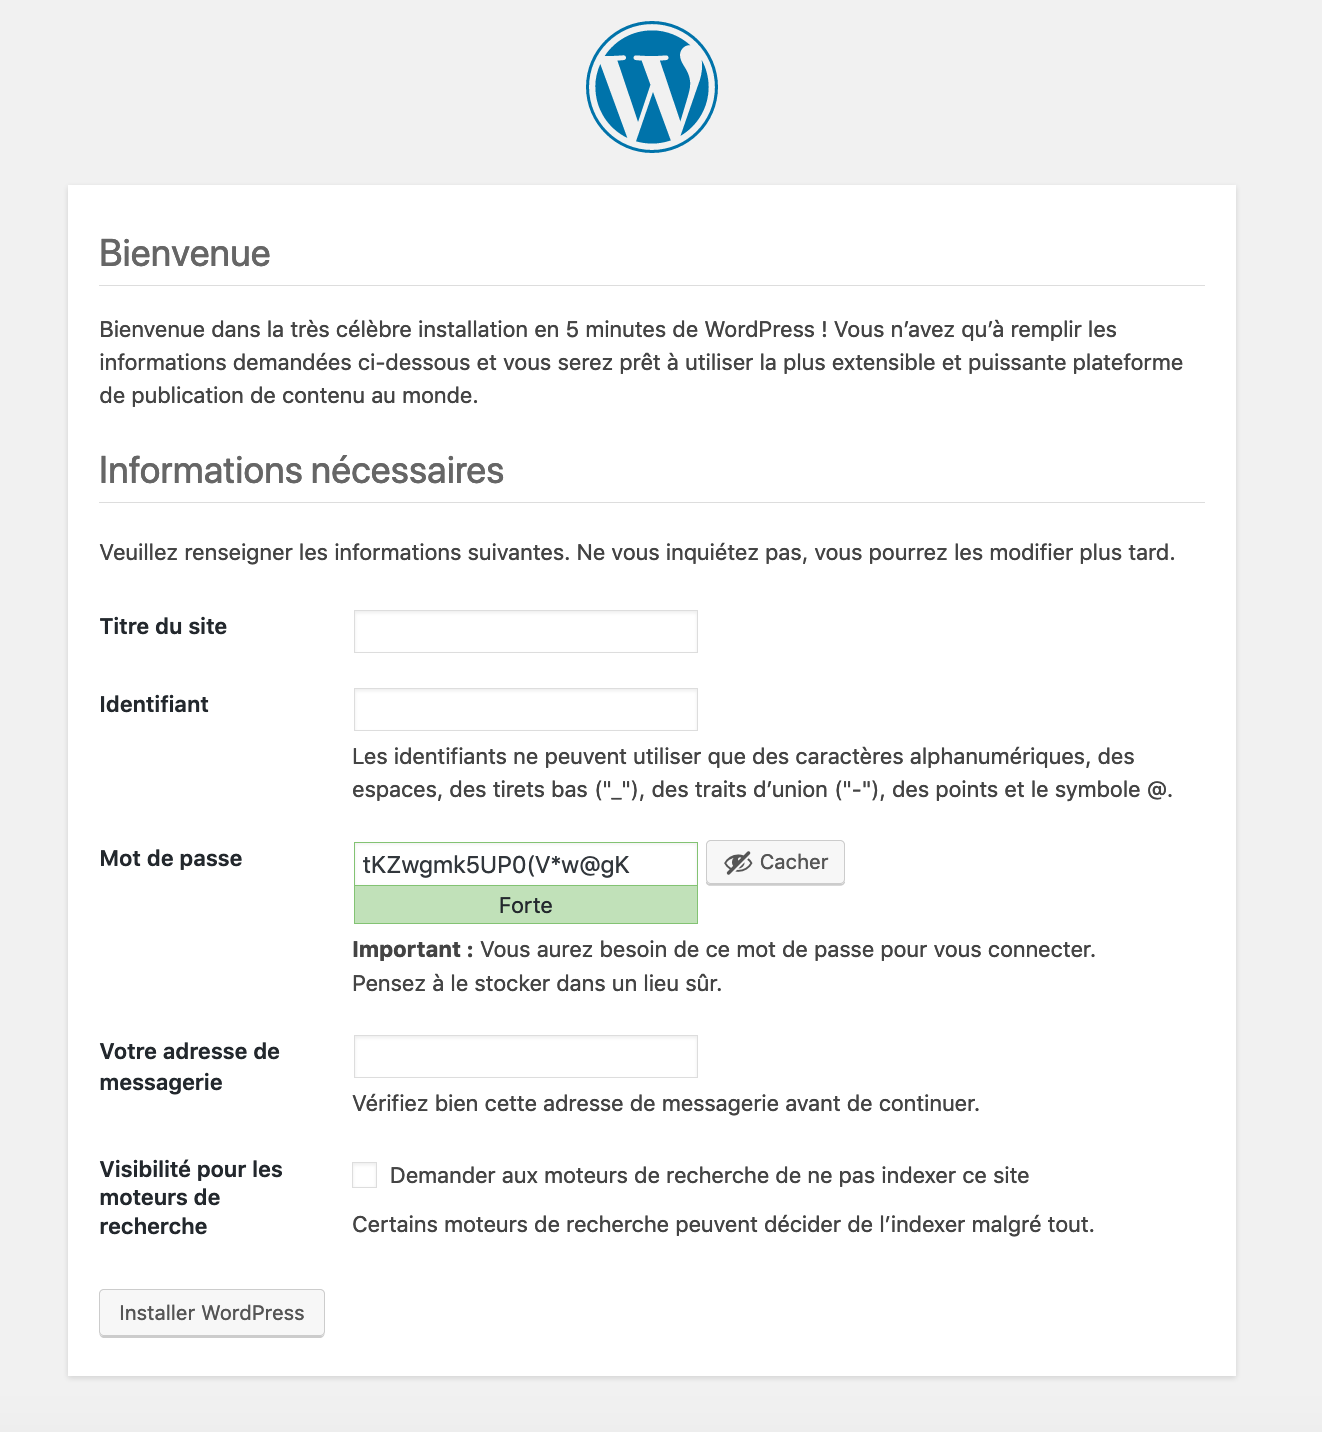 Bienvenue
Bienvenue dans la très célèbre installation en 5 minutes de WordPress ! Vous n’avez qu’à remplir les
informations demandées ci-dessous et vous serez prêt à utiliser la plus extensible et puissante plateforme
de publication de contenu au monde.
Informations nécessaires
Veuillez renseigner les informations suivantes. Ne vous inquiétez pas, vous pourrez les modifier plus tard.
Titre du site
Identifiant
Les identifiants ne peuvent utiliser que des caractères alphanumériques, des
espaces, des tirets bas ("_"), des traits d’union ("-"), des points et le symbole @.
Mot de passe
tKZwgmk5UP0(V*w@gK
Cacher
Forte
Important : Vous aurez besoin de ce mot de passe pour vous connecter.
Pensez à le stocker dans un lieu sûr.
Votre adresse de
messagerie
Vérifiez bien cette adresse de messagerie avant de continuer.
Visibilité pour les
moteurs de
recherche
Demander aux moteurs de recherche de ne pas indexer ce site
Certains moteurs de recherche peuvent décider de l’indexer malgré tout.
Installer WordPress